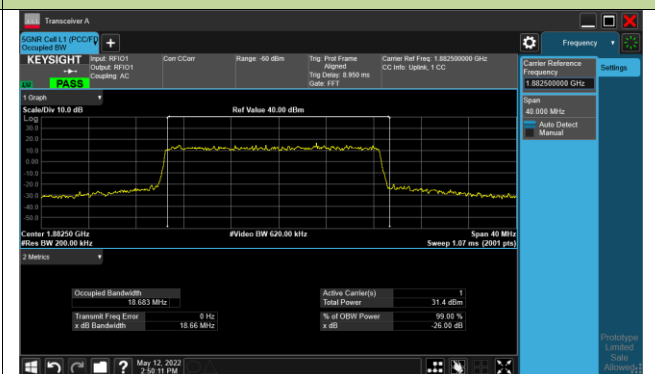 Transceiver A
5GNR Cell L1 (PCC/FD
Occupied BW
Frequency
KEYSIGHT
Input: RFIO1
Output: RFIO1
Coupling: AC
Corr CCorr
Range: -60 dBm
Trig: Prot Frame
Aligned
Trig Delay: 8.950 ms
Gate: FFT
Carrier Ref Freq: 1.882500000 GHz
CC Info: Uplink, 1 CC
PASS
Carrier Reference
Frequency
1.882500000 GHz
Settings
Span
40.000 MHz
Auto Detect
Manual
1 Graph
Scale/Div 10.0 dB
Ref Value 40.00 dBm
Log
30.0
20.0
10.0
0.00
-10.0
-20.0
-30.0
-40.0
-50.0
Center 1.88250 GHz
#Video BW 620.00 kHz
Span 40 MHz
#Res BW 200.00 kHz
Sweep 1.07 ms (2001 pts)
2 Metrics
Occupied Bandwidth
18.683 MHz
Active Carrier(s) 1
Total Power 31.4 dBm
Transmit Freq Error 0 Hz
x dB Bandwidth 18.66 MHz
% of OBW Power 99.00 %
x dB -26.00 dB
Prototype
Limited
Sale
Allowed
?
May 12, 2022
2:50:11 PM